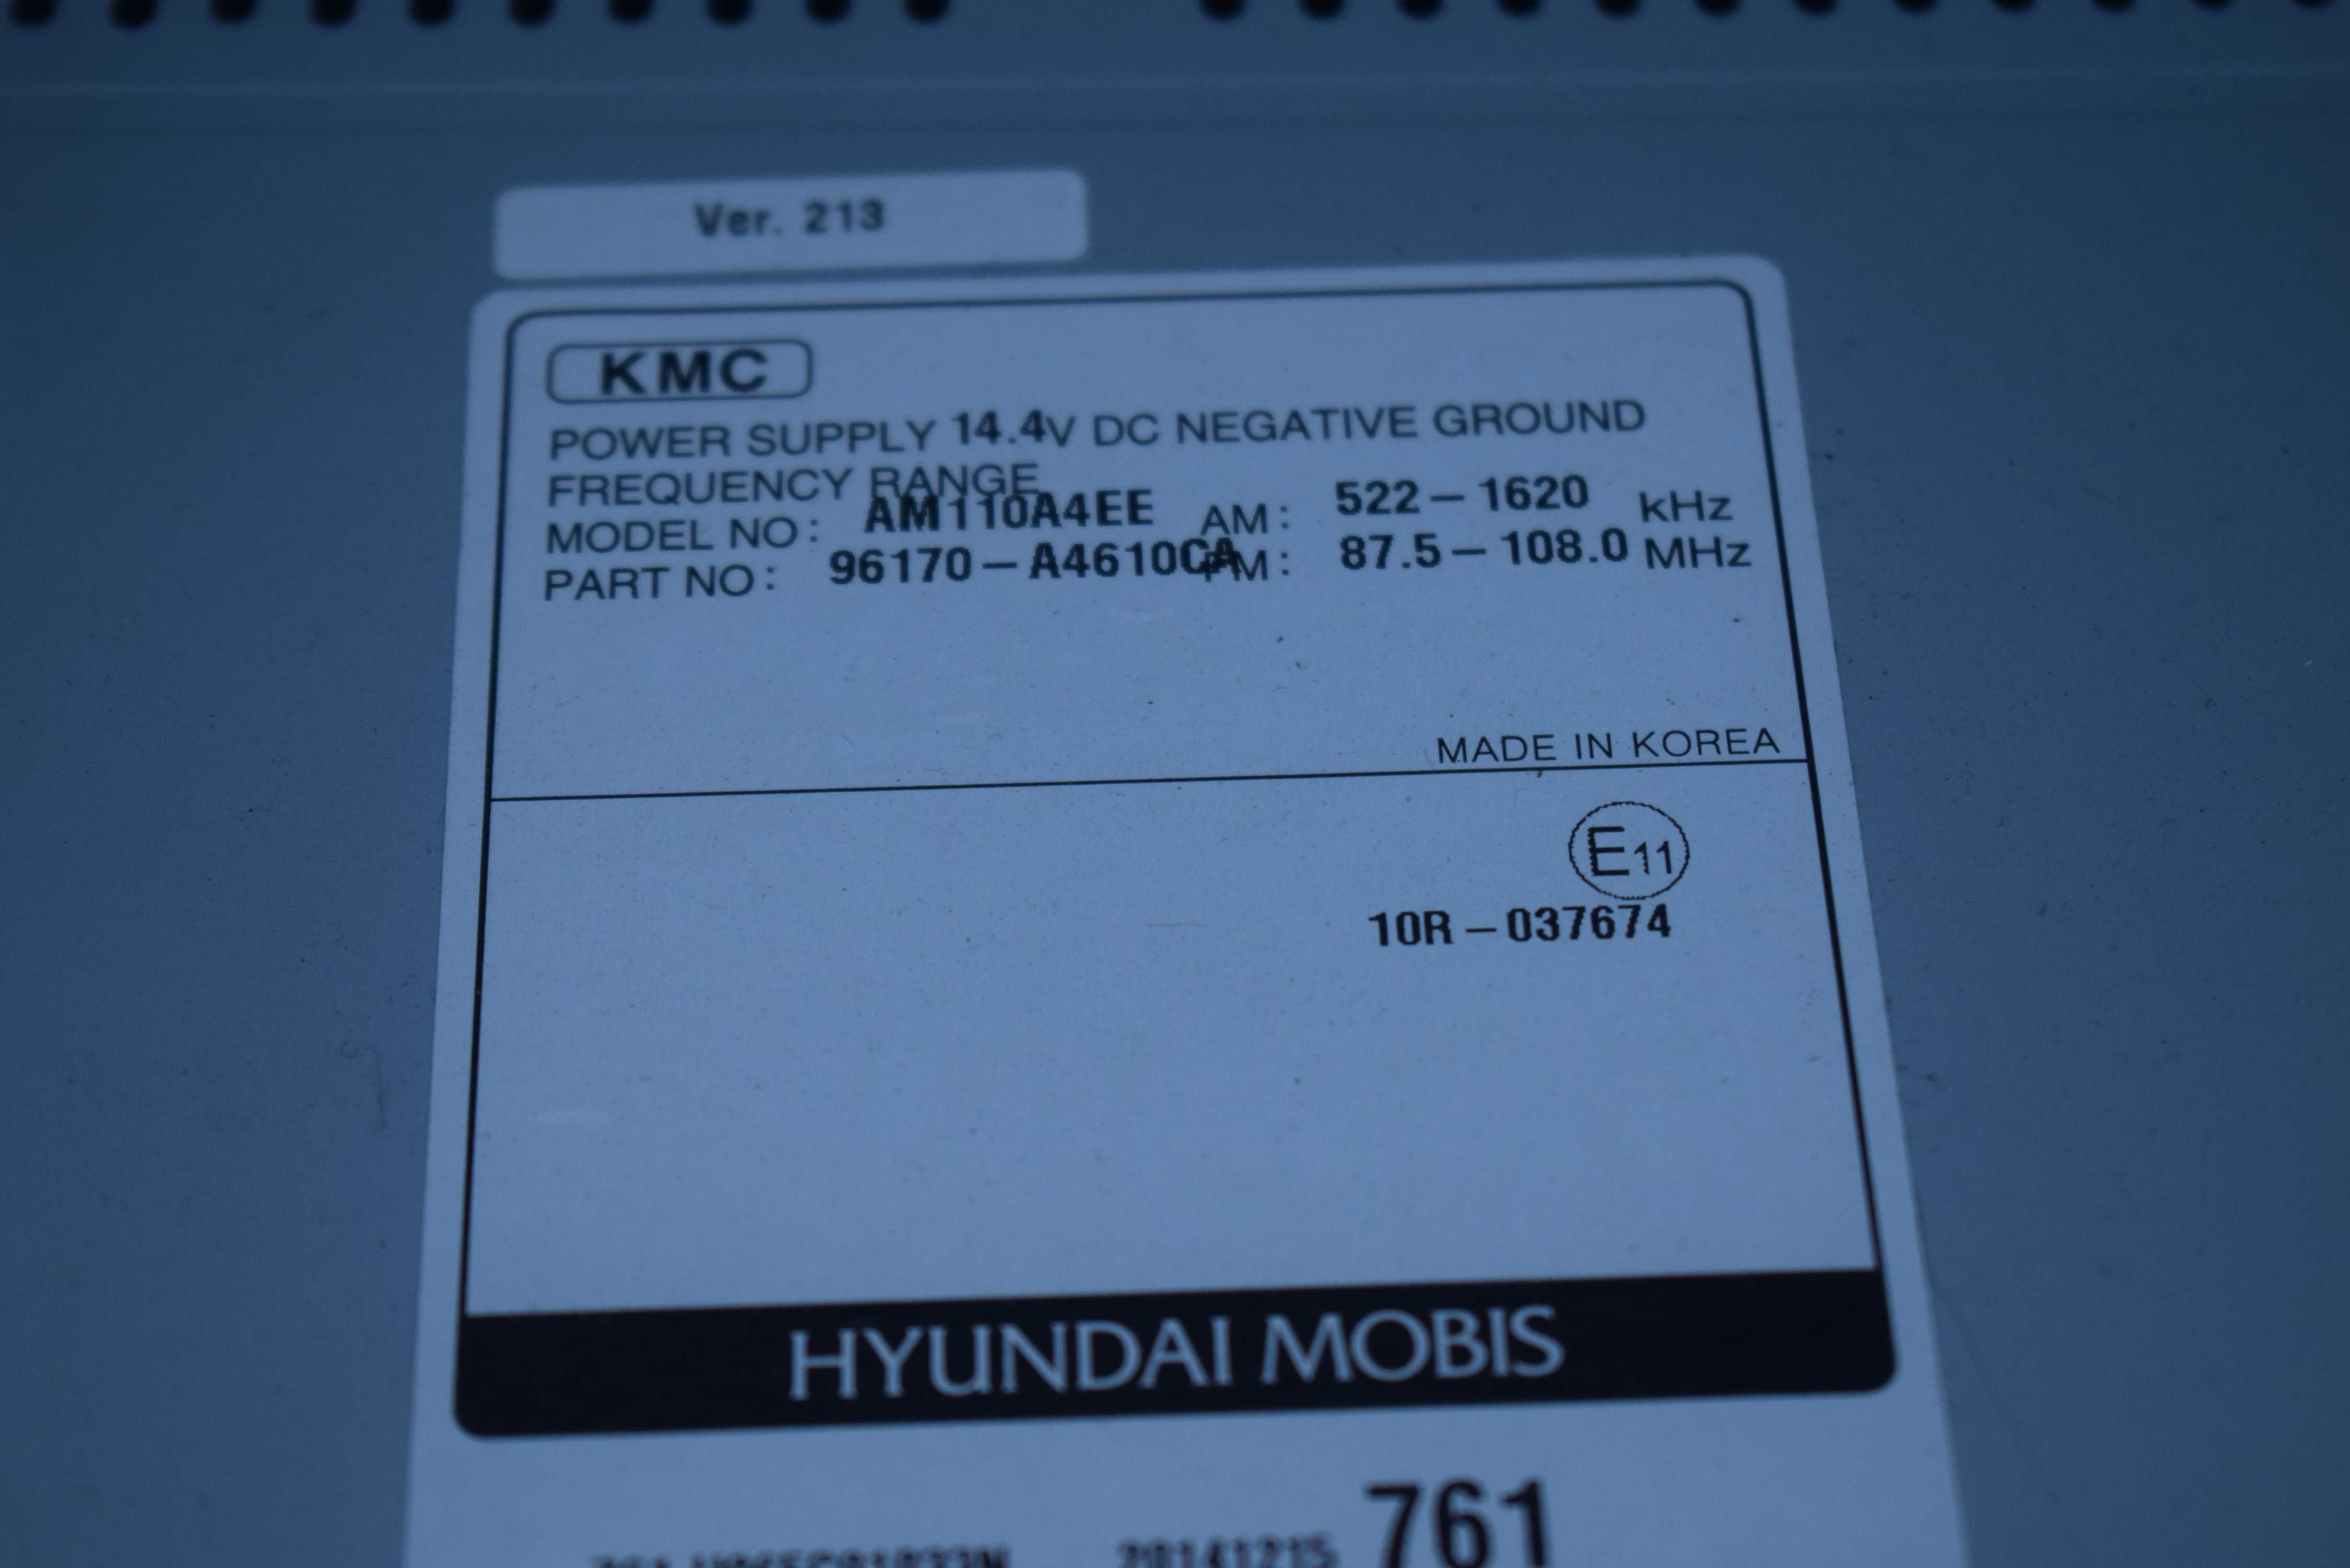 Ver. 213
KMC
POWER SUPPLY 14.4V DC NEGATIVE GROUND
FREQUENCY RANGE
MODEL NO: AM110A4EE AM: 522-1620 kHz
PART NO: 96170-A4610CA FM: 87.5-108.0 MHz
MADE IN KOREA
E11
10R-037674
HYUNDAI MOBIS
20141215 761